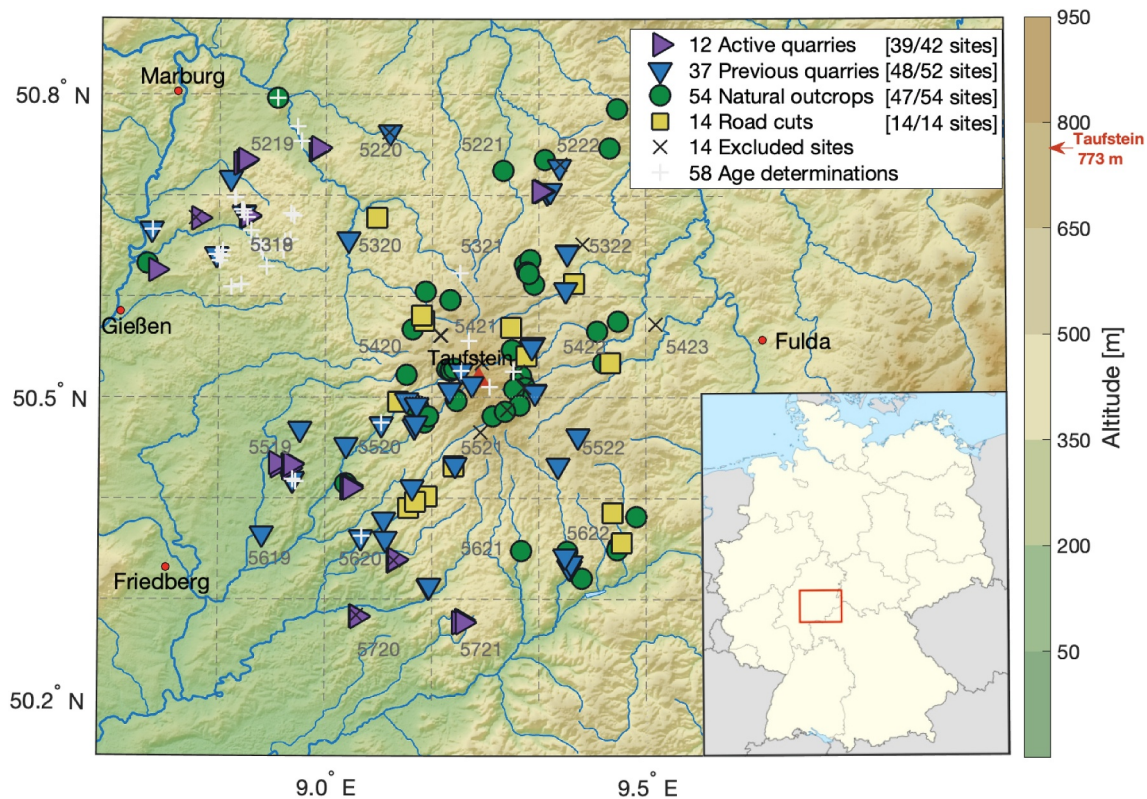 950
12 Active quarries [39/42 sites]
37 Previous quarries [48/52 sites]
54 Natural outcrops [47/54 sites]
14 Road cuts [14/14 sites]
14 Excluded sites
58 Age determinations
Marburg
50.8° N
800
Taufstein
773 m
5219
5220
5221
5222
650
5319
5320
5321
5322
Gießen
5420
5421
5422
5423
Fulda
500
Taufstein
50.5° N
Altitude [m]
350
5519
5520
5521
5522
5619
5620
5621
5622
200
Friedberg
5720
5721
50
50.2° N
9.0° E
9.5° E